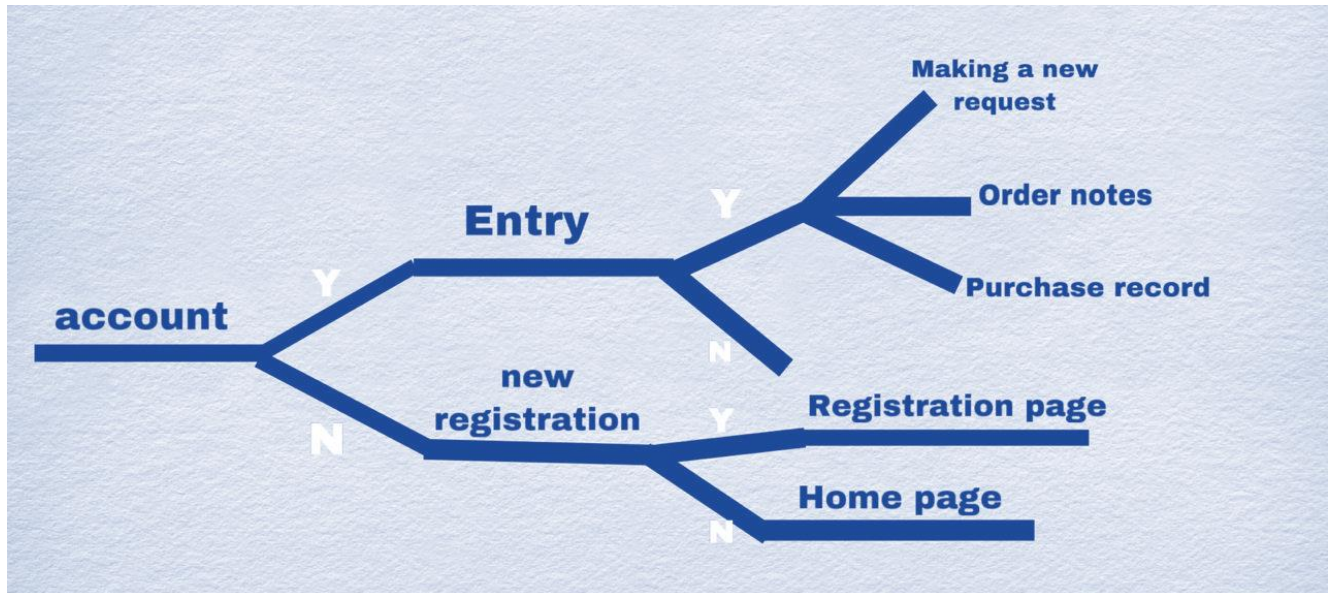 Making a new
request
Y
Order notes
Entry
Y
Purchase record
account
N
new
registration
Y
Registration page
N
Home page
N